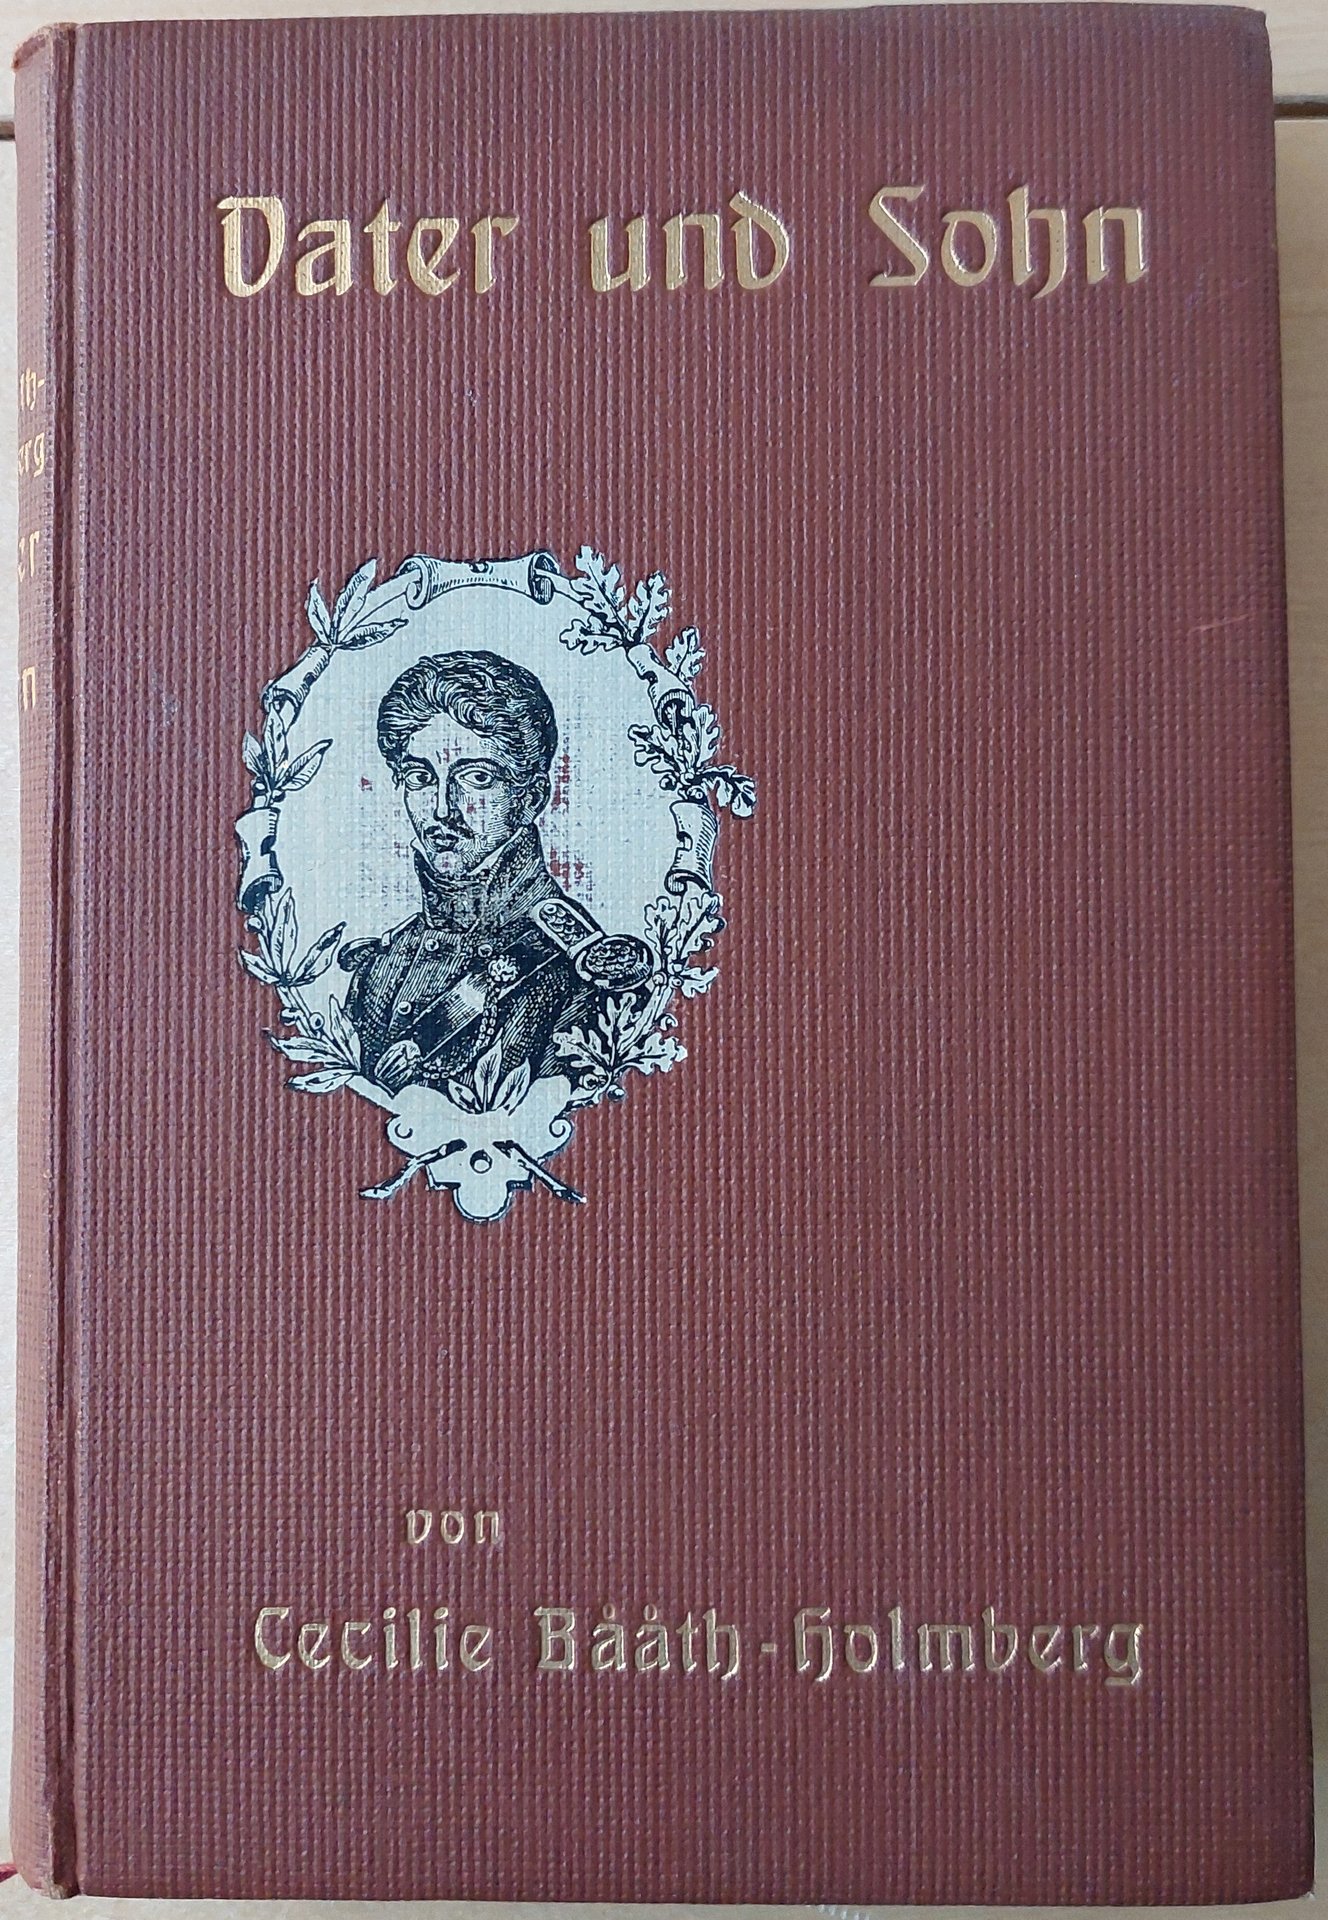 Vater und Sohn
von
Cecilie Bååth-Holmberg